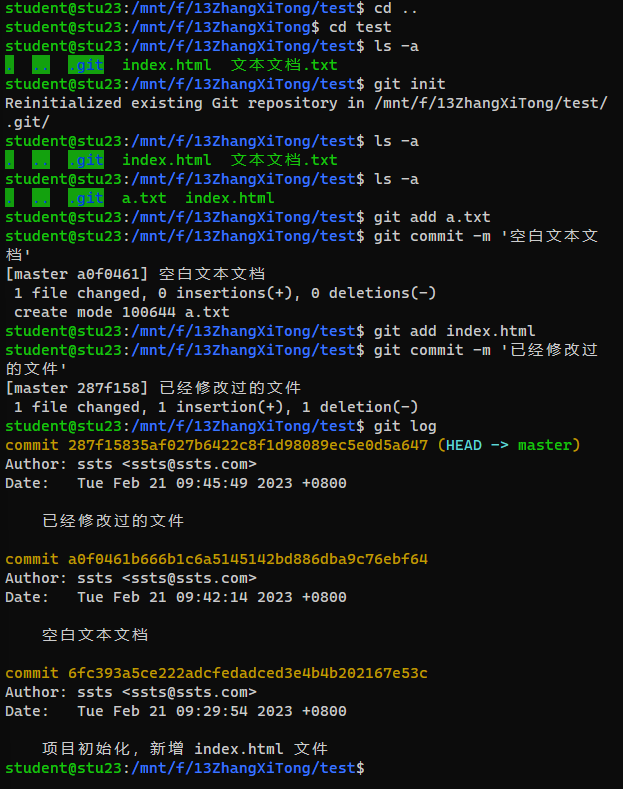 student@stu23:/mnt/f/13ZhangXiTong/test$ cd ..
student@stu23:/mnt/f/13ZhangXiTong$ cd test
student@stu23:/mnt/f/13ZhangXiTong/test$ ls -a
.  ..  .git  index.html  文本文档.txt
student@stu23:/mnt/f/13ZhangXiTong/test$ git init
Reinitialized existing Git repository in /mnt/f/13ZhangXiTong/test/
.git/
student@stu23:/mnt/f/13ZhangXiTong/test$ ls -a
.  ..  .git  index.html  文本文档.txt
student@stu23:/mnt/f/13ZhangXiTong/test$ ls -a
.  ..  .git  a.txt  index.html
student@stu23:/mnt/f/13ZhangXiTong/test$ git add a.txt
student@stu23:/mnt/f/13ZhangXiTong/test$ git commit -m '空白文本文
档'
[master a0f0461] 空白文本文档
 1 file changed, 0 insertions(+), 0 deletions(-)
 create mode 100644 a.txt
student@stu23:/mnt/f/13ZhangXiTong/test$ git add index.html
student@stu23:/mnt/f/13ZhangXiTong/test$ git commit -m '已经修改过
的文件'
[master 287f158] 已经修改过的文件
 1 file changed, 1 insertion(+), 1 deletion(-)
student@stu23:/mnt/f/13ZhangXiTong/test$ git log
commit 287f15835af027b6422c8f1d98089ec5e0d5a647 (HEAD -> master)
Author: ssts <ssts@ssts.com>
Date:   Tue Feb 21 09:45:49 2023 +0800

    已经修改过的文件

commit a0f0461b666b1c6a5145142bd886dba9c76ebf64
Author: ssts <ssts@ssts.com>
Date:   Tue Feb 21 09:42:14 2023 +0800

    空白文本文档

commit 6fc393a5ce222adcfedadced3e4b4b202167e53c
Author: ssts <ssts@ssts.com>
Date:   Tue Feb 21 09:29:54 2023 +0800

    项目初始化，新增 index.html 文件
student@stu23:/mnt/f/13ZhangXiTong/test$